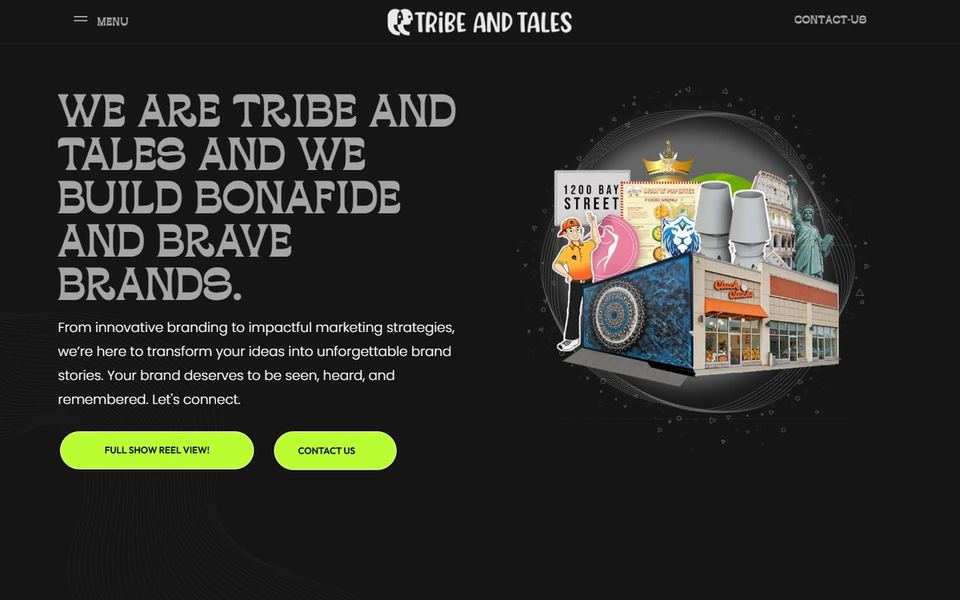 MENU
TRIBE AND TALES
CONTACT-US
WE ARE TRIBE AND
TALES AND WE
BUILD BONAFIDE
AND BRAVE
BRANDS.
From innovative branding to impactful marketing strategies,
we're here to transform your ideas into unforgettable brand
stories. Your brand deserves to be seen, heard, and
remembered. Let's connect.
FULL SHOW REEL VIEW!
CONTACT US
1200 BAY
STREET
FOOD MENU